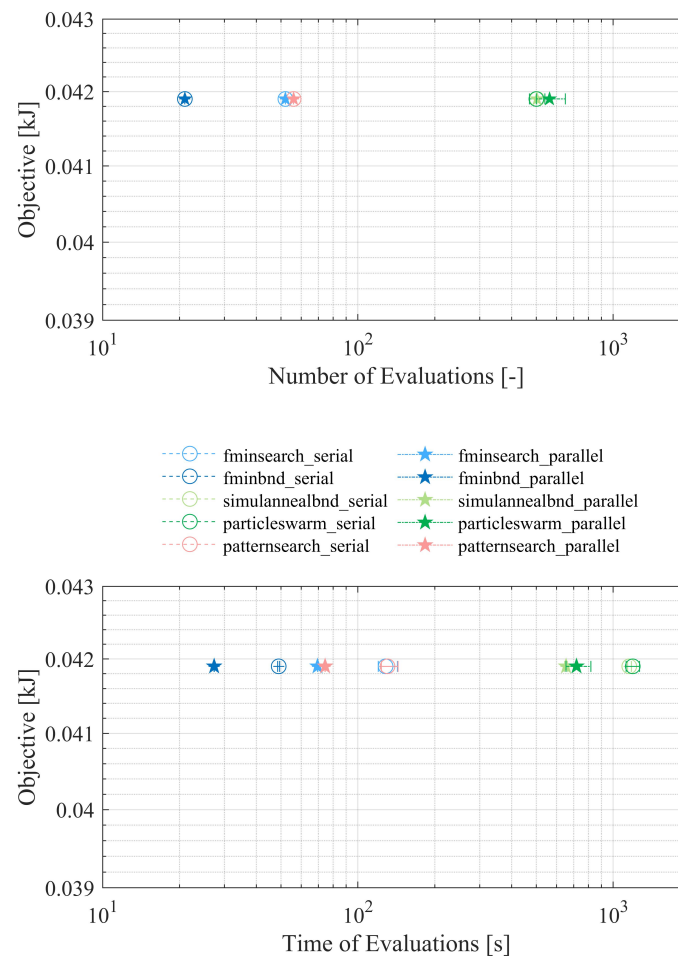 0.043
0.042
0.041
0.04
0.039
Objective [kJ]
10^1 10^2 10^3
Number of Evaluations [-]
fminsearch_serial fminsearch_parallel
fminbnd_serial fminbnd_parallel
simulannealbnd_serial simulannealbnd_parallel
particleswarm_serial particleswarm_parallel
patternsearch_serial patternsearch_parallel
0.043
0.042
0.041
0.04
0.039
Objective [kJ]
10^1 10^2 10^3
Time of Evaluations [s]